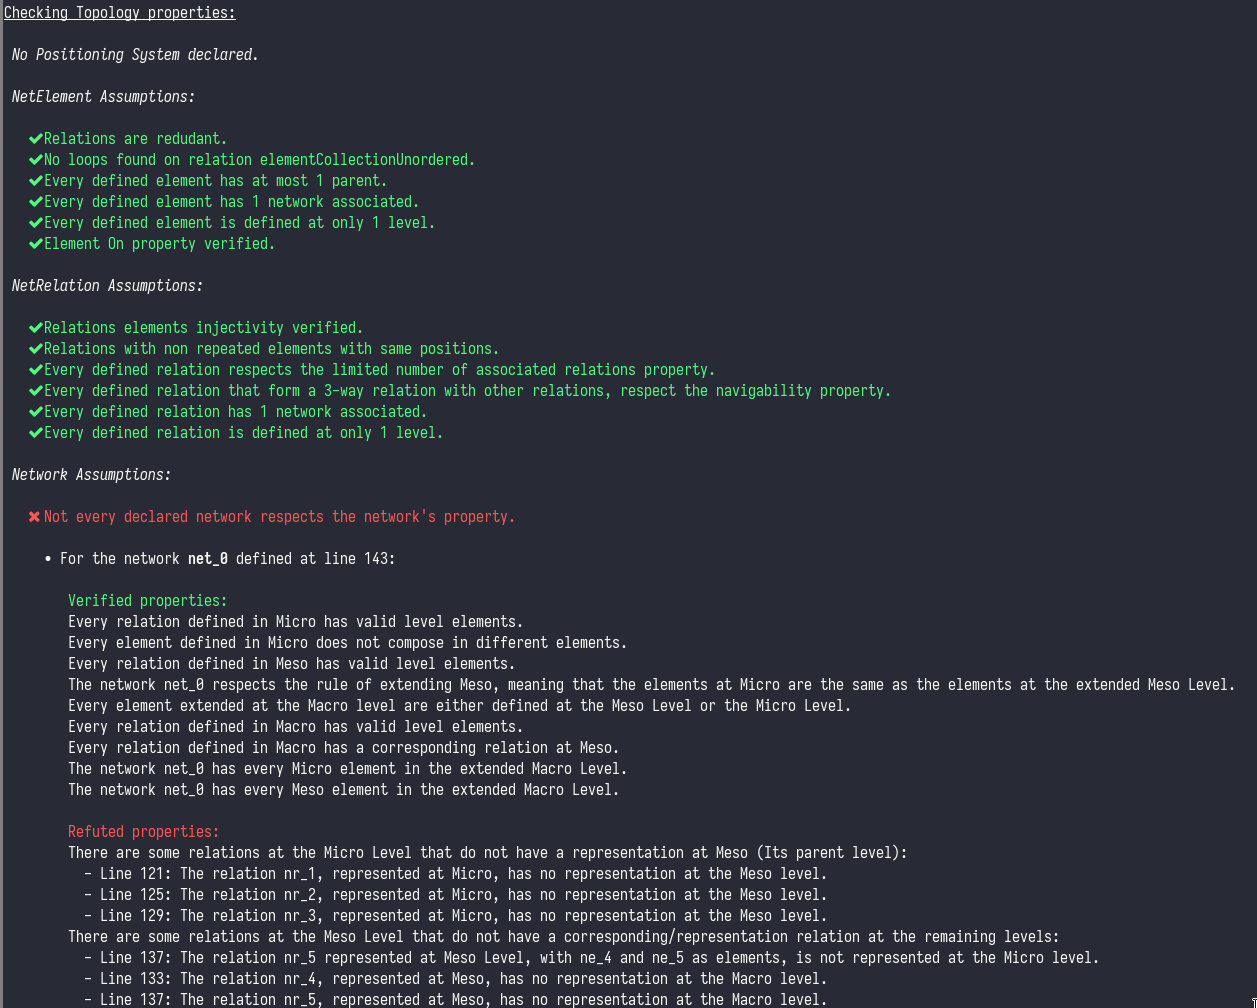 Checking Topology properties:
No Positioning System declared.
NetElement Assumptions:
✔Relations are redudant.
✔No loops found on relation elementCollectionUnordered.
✔Every defined element has at most 1 parent.
✔Every defined element has 1 network associated.
✔Every defined element is defined at only 1 level.
✔Element On property verified.
NetRelation Assumptions:
✔Relations elements injectivity verified.
✔Relations with non repeated elements with same positions.
✔Every defined relation respects the limited number of associated relations property.
✔Every defined relation that form a 3-way relation with other relations, respect the navigability property.
✔Every defined relation has 1 network associated.
✔Every defined relation is defined at only 1 level.
Network Assumptions:
✖Not every declared network respects the network's property.
• For the network net_0 defined at line 143:
Verified properties:
Every relation defined in Micro has valid level elements.
Every element defined in Micro does not compose in different elements.
Every relation defined in Meso has valid level elements.
The network net_0 respects the rule of extending Meso, meaning that the elements at Micro are the same as the elements at the extended Meso Level.
Every element extended at the Macro level are either defined at the Meso Level or the Micro Level.
Every relation defined in Macro has valid level elements.
Every relation defined in Macro has a corresponding relation at Meso.
The network net_0 has every Micro element in the extended Macro Level.
The network net_0 has every Meso element in the extended Macro Level.
Refuted properties:
There are some relations at the Micro Level that do not have a representation at Meso (Its parent level):
- Line 121: The relation nr_1, represented at Micro, has no representation at the Meso level.
- Line 125: The relation nr_2, represented at Micro, has no representation at the Meso level.
- Line 129: The relation nr_3, represented at Micro, has no representation at the Meso level.
There are some relations at the Meso Level that do not have a corresponding/representation relation at the remaining levels:
- Line 137: The relation nr_5 represented at Meso Level, with ne_4 and ne_5 as elements, is not represented at the Micro level.
- Line 133: The relation nr_4, represented at Meso, has no representation at the Macro level.
- Line 137: The relation nr_5, represented at Meso, has no representation at the Macro level.